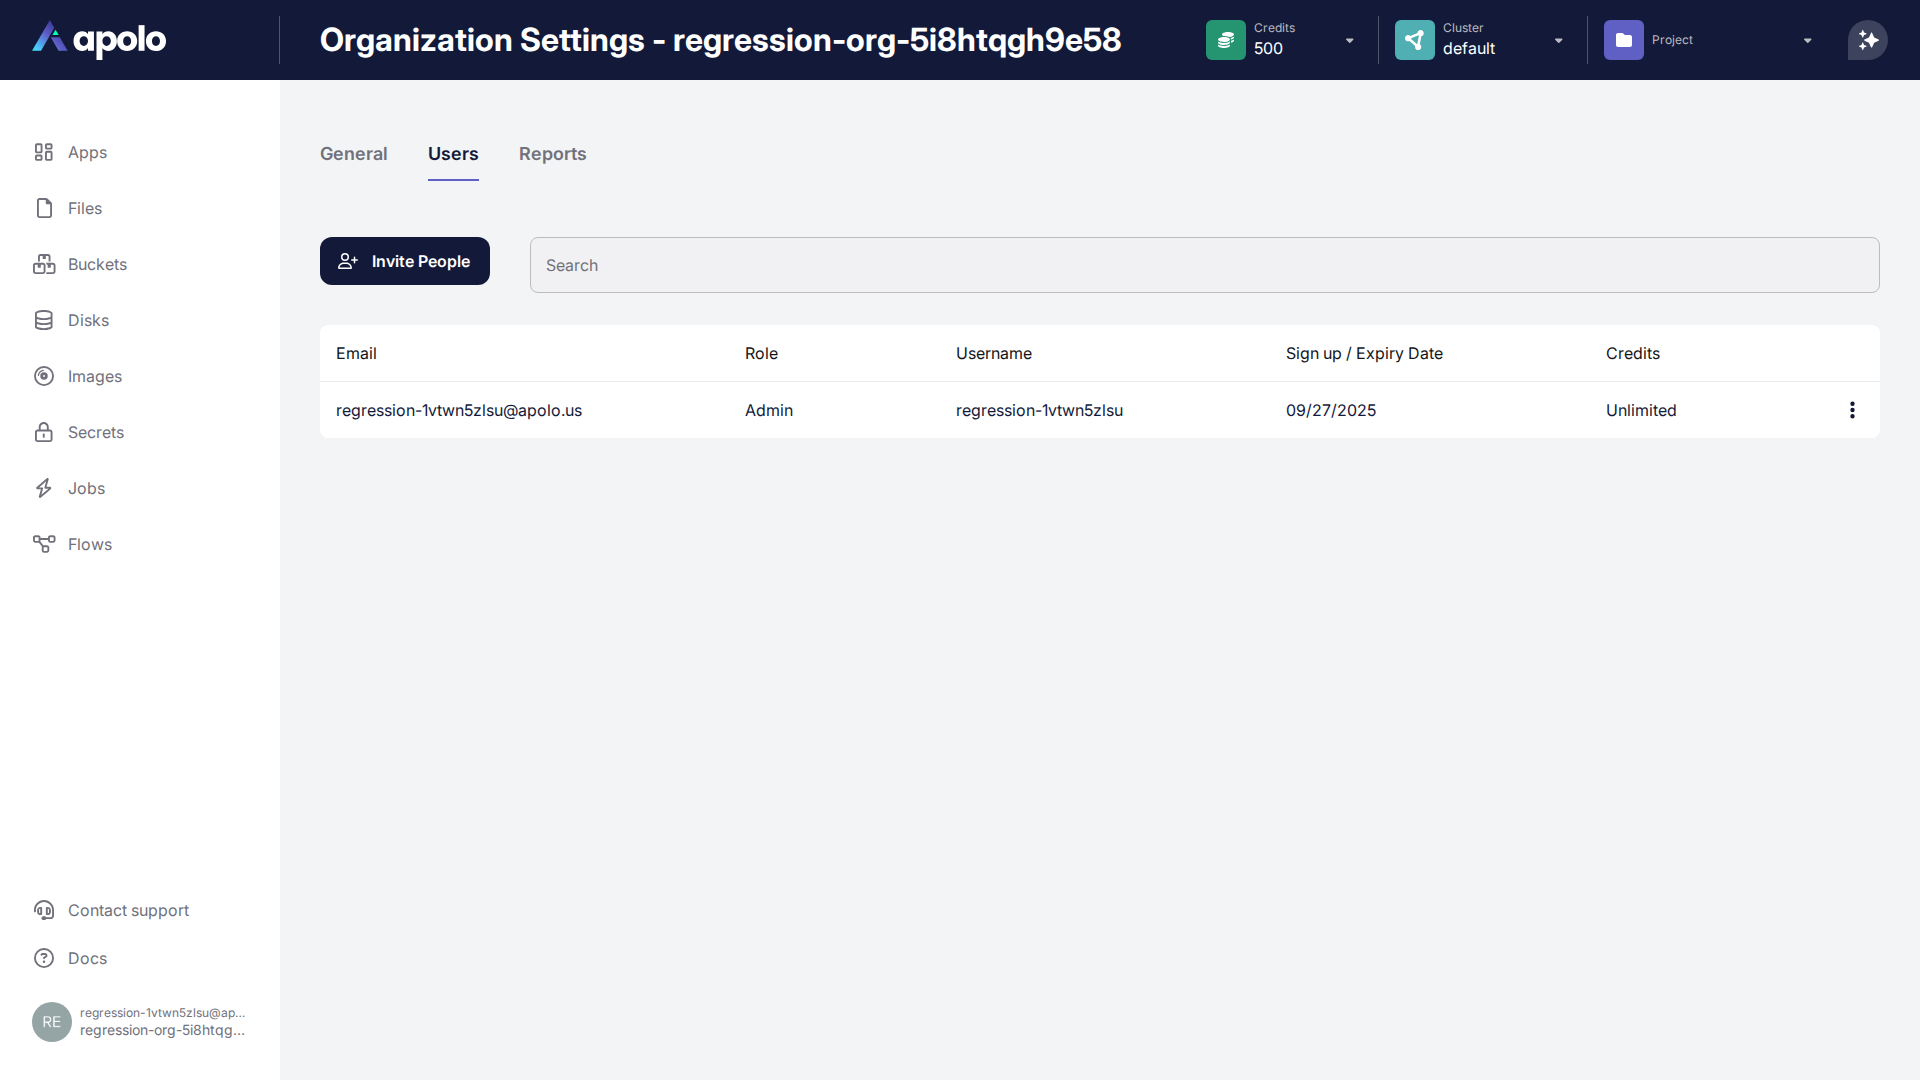 apolo
Organization Settings - regression-org-5i8htqgh9e58
Credits
500
Cluster
default
Project
Apps
Files
Buckets
Disks
Images
Secrets
Jobs
Flows
General
Users
Reports
Invite People
Search
Email Role Username Sign up / Expiry Date Credits
regression-1vtwn5zlsu@apolo.us Admin regression-1vtwn5zlsu 09/27/2025 Unlimited
Contact support
Docs
RE
regression-1vtwn5zlsu@ap...
regression-org-5i8htqg...